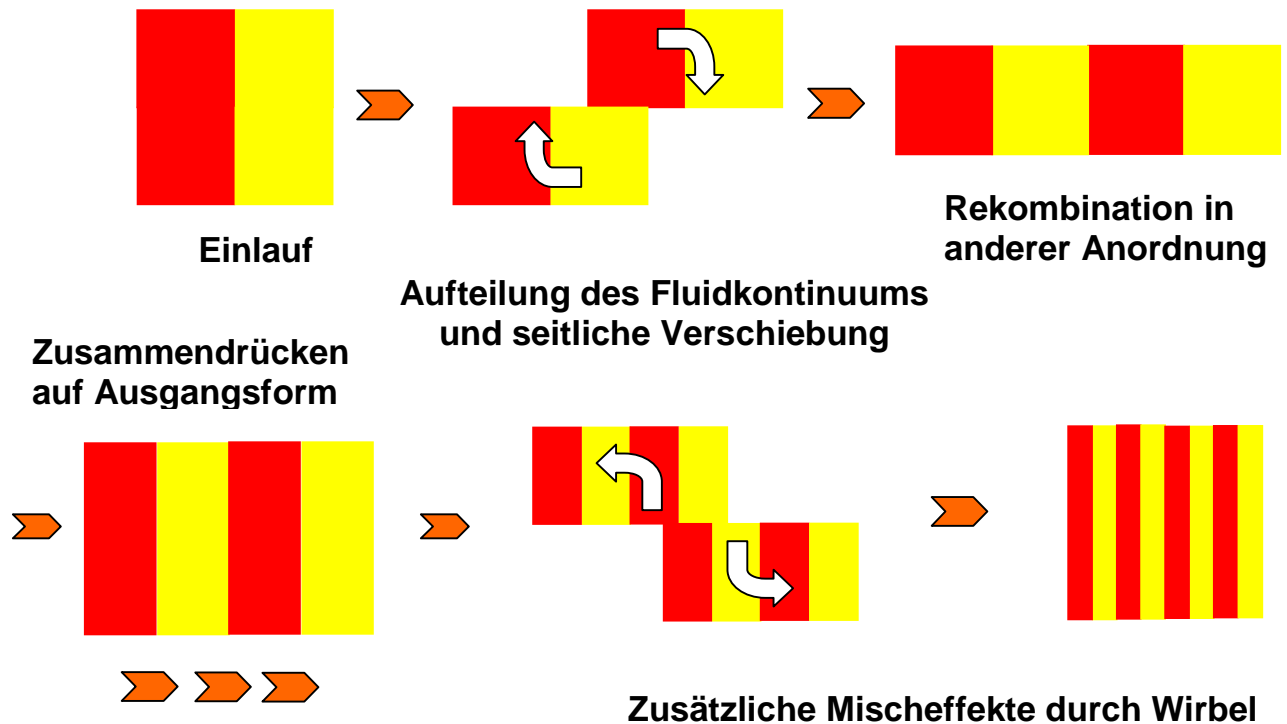 Einlauf
Aufteilung des Fluidkontinuums
und seitliche Verschiebung
Rekombination in
anderer Anordnung
Zusammendrücken
auf Ausgangsform
Zusätzliche Mischeffekte durch Wirbel